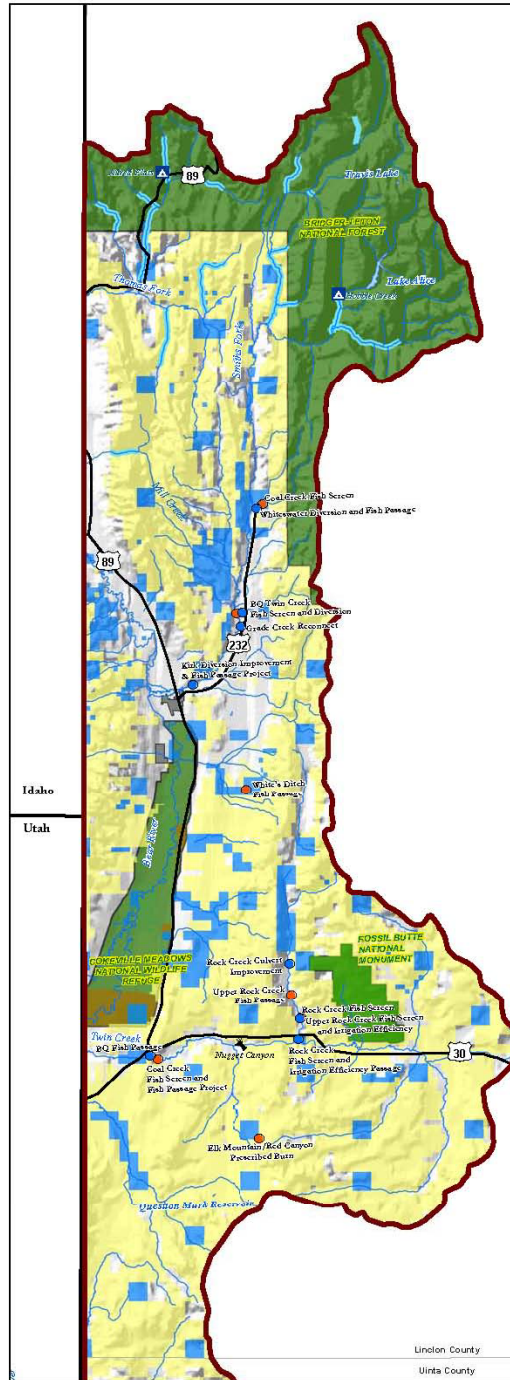 89
Travis Lake
BRIDGER-TETON
NATIONAL FOREST
Lake Alice
Hobble Creek
Thomas Fork
Smiths Fork
Mill Creek
Coal Creek Fish Screen
Whitewater Diversion and Fish Passage
89
BQ Twin Creek
Fish Screen and Diversion
Grade Creek Reconnect
232
Kirk Diversion Improvement
& Fish Passage Project
White's Ditch
Fish Passage
Idaho
Utah
Bear River
COKEVILLE MEADOWS
NATIONAL WILDLIFE
REFUGE
FOSSIL BUTTE
NATIONAL
MONUMENT
Rock Creek Culvert
Improvement
Upper Rock Creek
Fish Passage
Rock Creek Fish Screen
Upper Rock Creek Fish Screen
and Irrigation Efficiency
Twin Creek
BQ Fish Passage
Nugget Canyon
Rock Creek
Fish Screen and
Irrigation Efficiency Passage
30
Coal Creek
Fish Screen and
Fish Passage Project
Elk Mountain/Red Canyon
Prescribed Burn
Question Mark Reservoir
Lincoln County
Uinta County